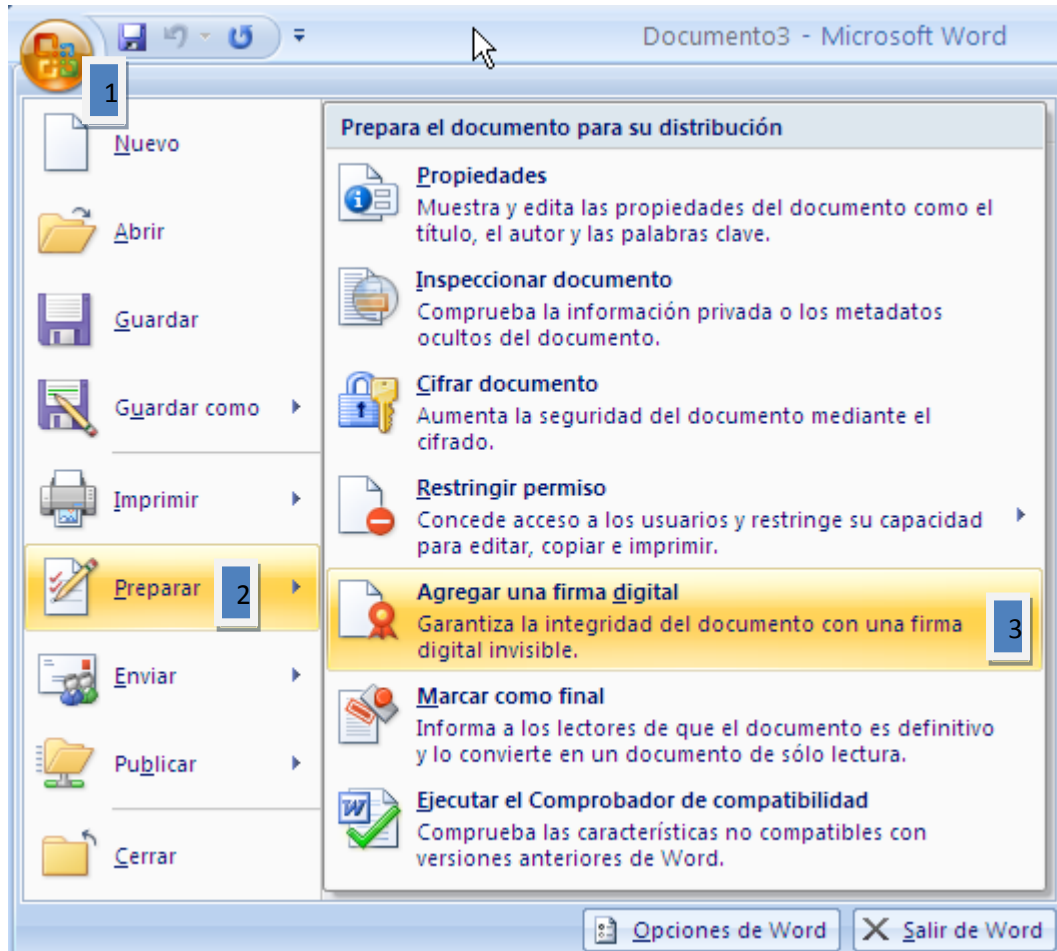 Documento3 - Microsoft Word
1
Nuevo
Abrir
Guardar
Guardar como
Imprimir
Preparar 2
Enviar
Publicar
Cerrar
Prepara el documento para su distribución
Propiedades
Muestra y edita las propiedades del documento como el
título, el autor y las palabras clave.
Inspeccionar documento
Comprueba la información privada o los metadatos
ocultos del documento.
Cifrar documento
Aumenta la seguridad del documento mediante el
cifrado.
Restringir permiso
Concede acceso a los usuarios y restringe su capacidad
para editar, copiar e imprimir.
Agregar una firma digital
Garantiza la integridad del documento con una firma
digital invisible.
3
Marcar como final
Informa a los lectores de que el documento es definitivo
y lo convierte en un documento de sólo lectura.
Ejecutar el Comprobador de compatibilidad
Comprueba las características no compatibles con
versiones anteriores de Word.
Opciones de Word
Salir de Word